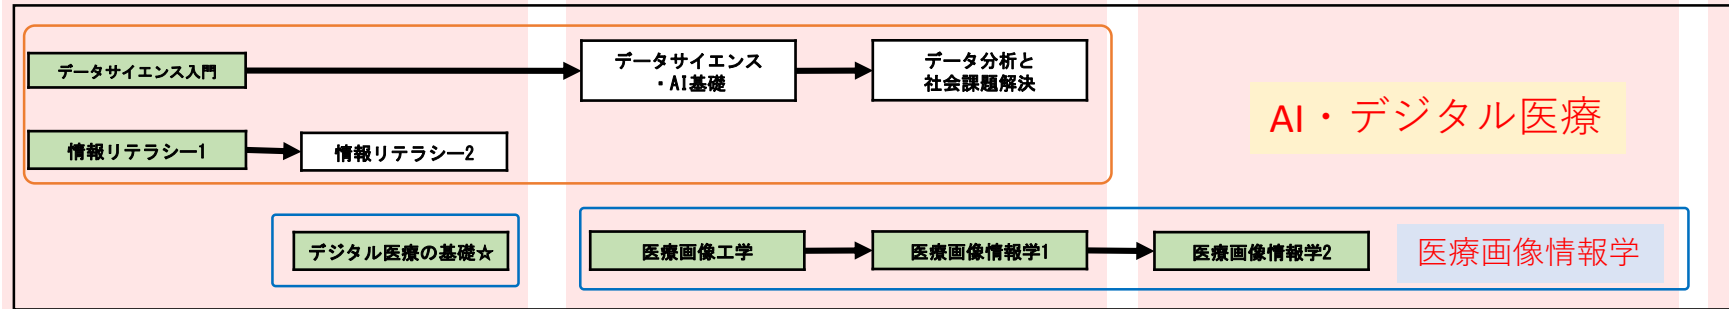 データサイエンス入門
データサイエンス
・AI基礎
データ分析と
社会課題解決
AI・デジタル医療
情報リテラシー1
情報リテラシー2
デジタル医療の基礎☆
医療画像工学
医療画像情報学1
医療画像情報学2
医療画像情報学